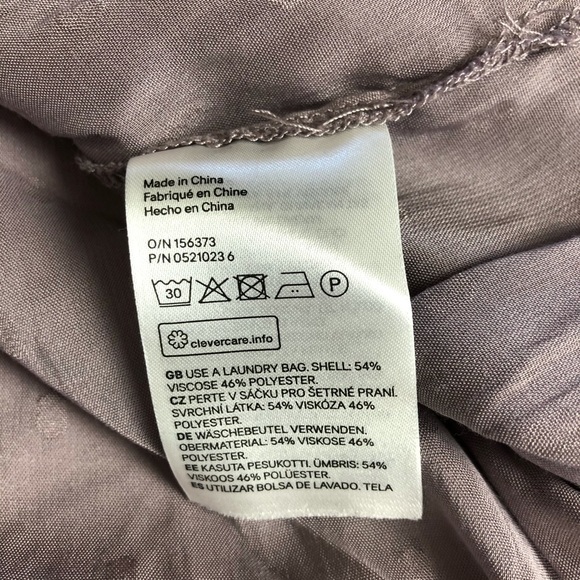 Made in China
Fabriqué en Chine
Hecho en China
O/N 156373
P/N 0521023 6
30 P
clevercare.info
GB USE A LAUNDRY BAG. SHELL: 54%
VISCOSE 46% POLYESTER.
CZ PERTE V SÁČKU PRO ŠETRNÉ PRANÍ.
SVRCHNÍ LÁTKA: 54% VISKÓZA 46%
POLYESTER.
DE WÄSCHEBEUTEL VERWENDEN.
OBERMATERIAL: 54% VISKOSE 46%
POLYESTER.
EE KASUTA PESUKOTTI. ÜMBRIS: 54%
VISKOOS 46% POLÜESTER.
ES UTILIZAR BOLSA DE LAVADO. TELA